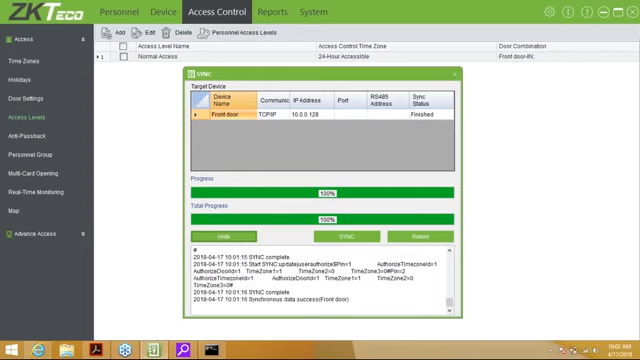 ZKTeco
Personnel Device Access Control Reports System
Access
Time Zones
Holidays
Door Settings
Access Levels
Anti-Passback
Personnel Group
Multi-Card Opening
Real-Time Monitoring
Map
Advance Access
Add Edit Delete Personnel Access Levels
Access Level Name Access Control Time Zone Door Combination
1 Normal Access 24-Hour Accessible Front door-IN;
SYNC
Target Device
Device Name Communic IP Address Port RS485 Address Sync Status
Front door TCP/IP 10.0.0.128 Finished
Progress
100%
Total Progress
100%
Hide SYNC Return
#
2018-04-17 10:01:15 SYNC complete
2018-04-17 10:01:15 Start SYNC:update(userauthorize$Pin=1 AuthorizeTimezoneId=1
AuthorizeDoorId=1 TimeZone1=1 TimeZone2=0 TimeZone3=0#Pin=2
AuthorizeTimezoneId=1 AuthorizeDoorId=1 TimeZone1=1 TimeZone2=0
TimeZone3=0#
2018-04-17 10:01:16 SYNC complete
2018-04-17 10:01:16 Synchronous data success(Front door)
10:02 AM
4/17/2018